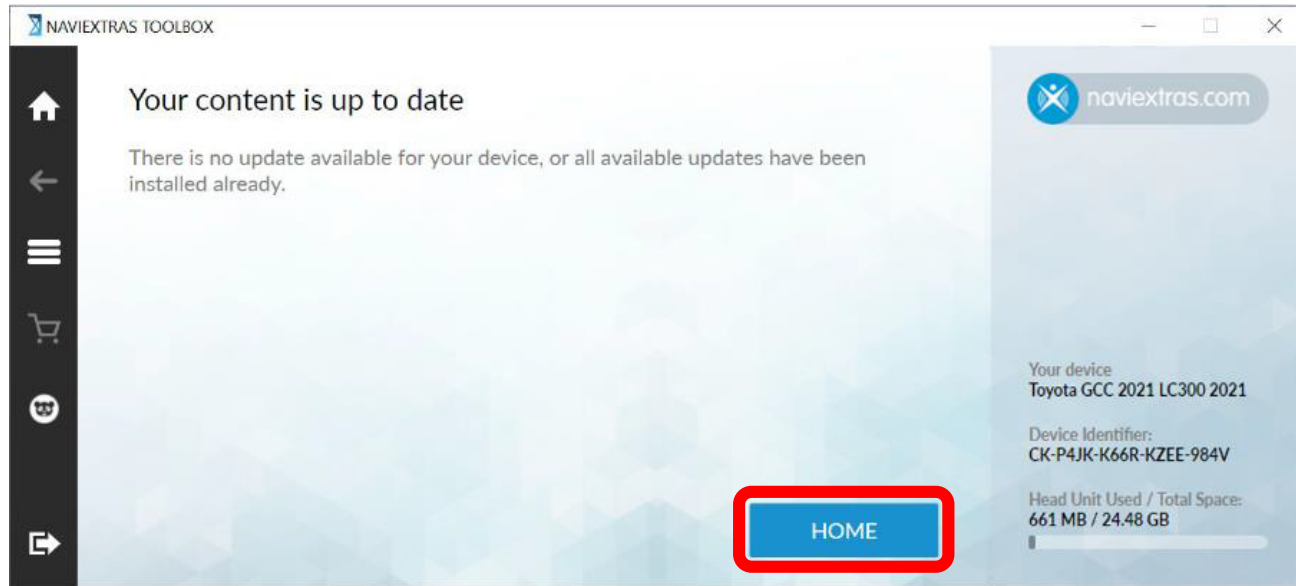 NAVIEXTRAS TOOLBOX
Your content is up to date
There is no update available for your device, or all available updates have been
installed already.
HOME
naviextras.com
Your device
Toyota GCC 2021 LC300 2021
Device Identifier:
CK-P4JK-K66R-KZEE-984V
Head Unit Used / Total Space:
661 MB / 24.48 GB